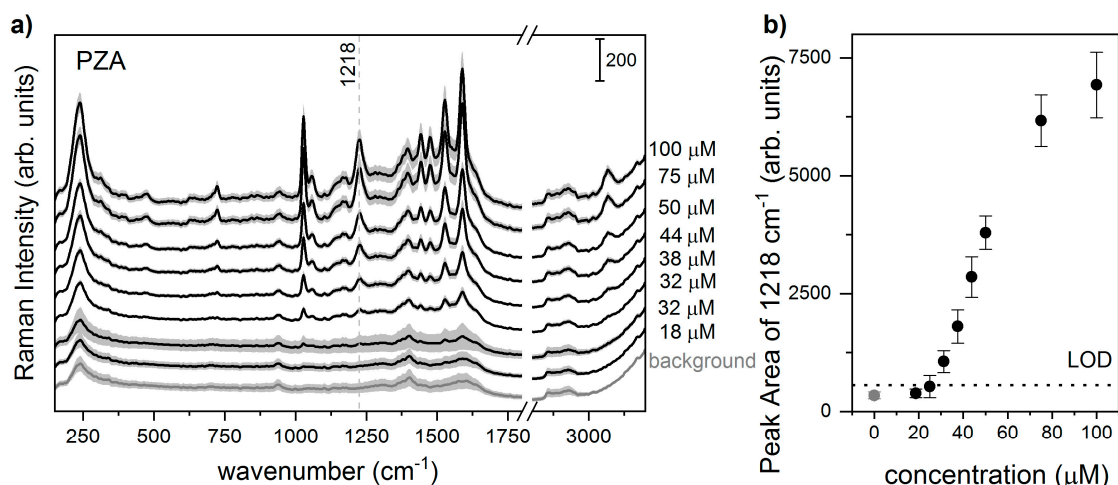 a)
PZA
1218
200
Raman Intensity (arb. units)
100 μM
75 μM
50 μM
44 μM
38 μM
32 μM
32 μM
18 μM
background
250 500 750 1000 1250 1500 1750 3000
wavenumber (cm⁻¹)
b)
Peak Area of 1218 cm⁻¹ (arb. units)
7500
5000
2500
0
LOD
0 20 40 60 80 100
concentration (μM)